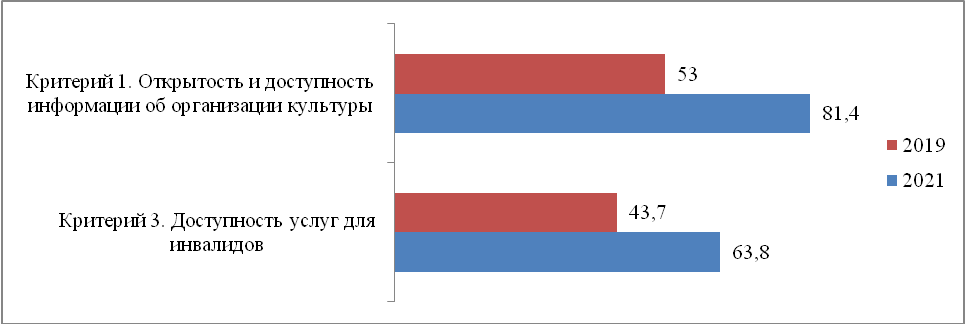 Критерий 1. Открытость и доступность
информации об организации культуры
53
81,4
2019
2021
Критерий 3. Доступность услуг для
инвалидов
43,7
63,8